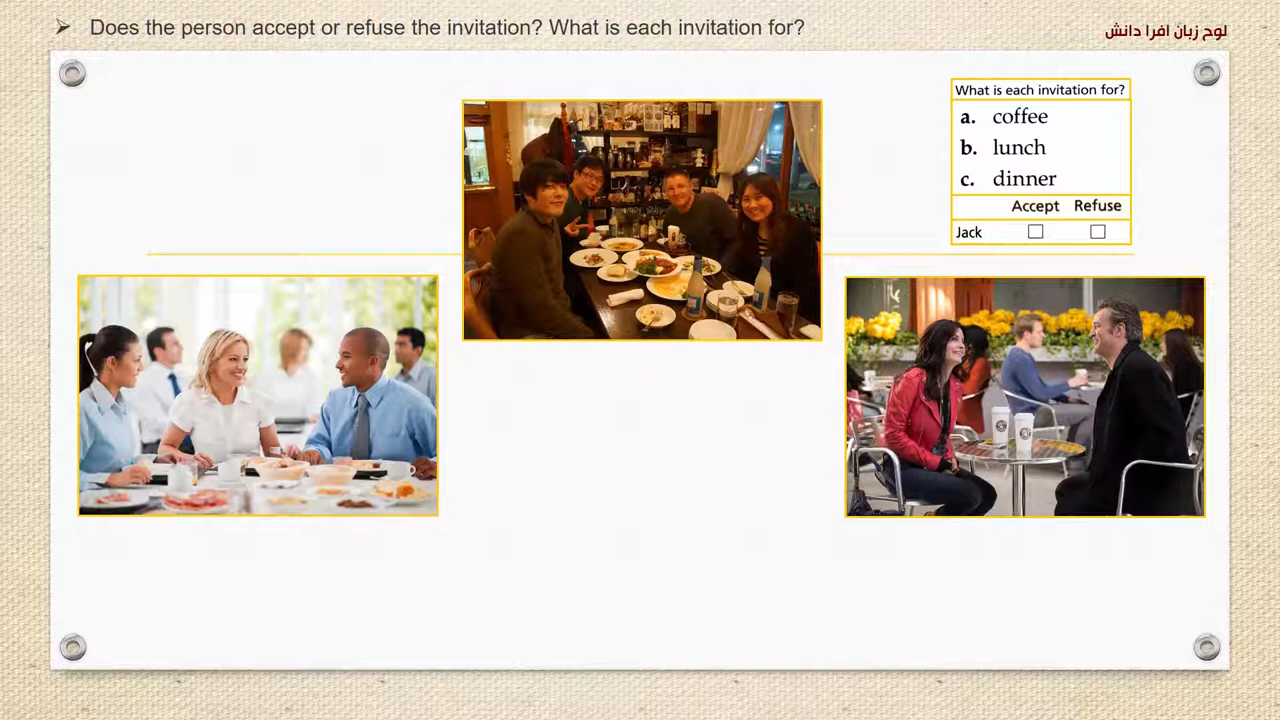 ➢ Does the person accept or refuse the invitation? What is each invitation for?
لوح زبان افرا دانش
What is each invitation for?
a. coffee
b. lunch
c. dinner
Accept Refuse
Jack ☐ ☐